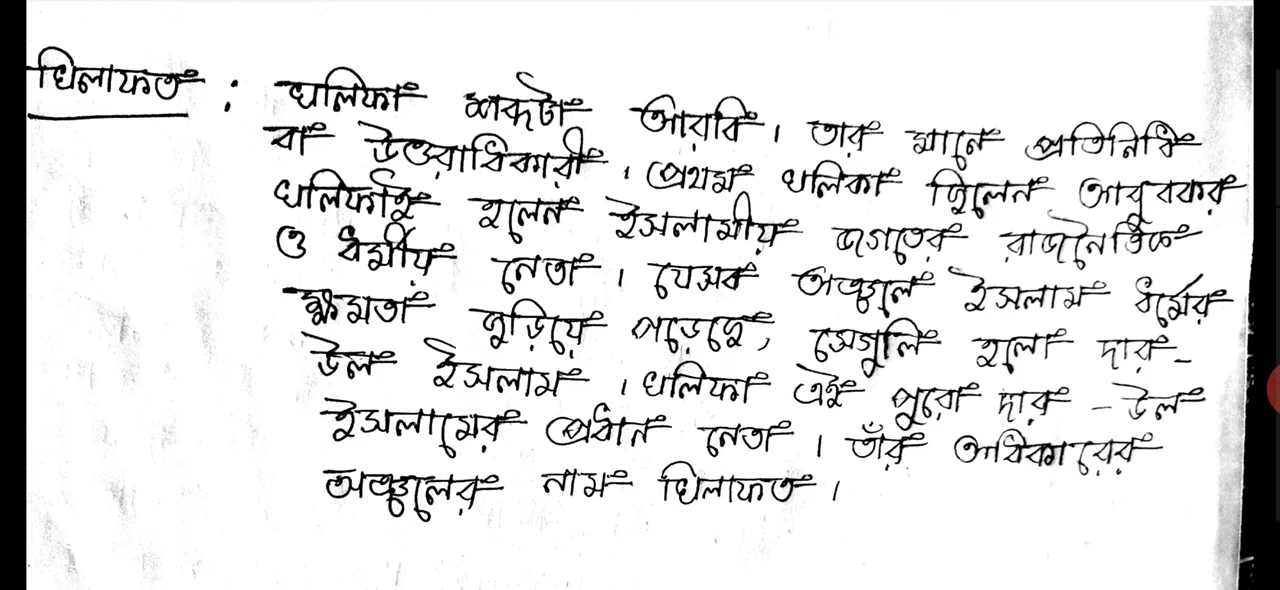 খিলাফত : খলিফা শব্দটা আরবি। তার মানে প্রতিনিধি
বা উত্তরাধিকারী। প্রথম খলিফা ছিলেন আবুবকর
খলিফাই হলেন ইসলামীয় জগতের রাজনৈতিক
ও ধর্মীয় নেতা। যেসব অঞ্চলে ইসলাম ধর্মের
ক্ষমতা ছড়িয়ে পড়েছে, সেগুলি হলো দার-
উল ইসলাম। খলিফা এই পুরো দার - উল
ইসলামের প্রধান নেতা। তাঁর অধিকারের
অঞ্চলের নাম খিলাফত।